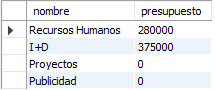 nombre presupuesto
Recursos Humanos 280000
I+D 375000
Proyectos 0
Publicidad 0